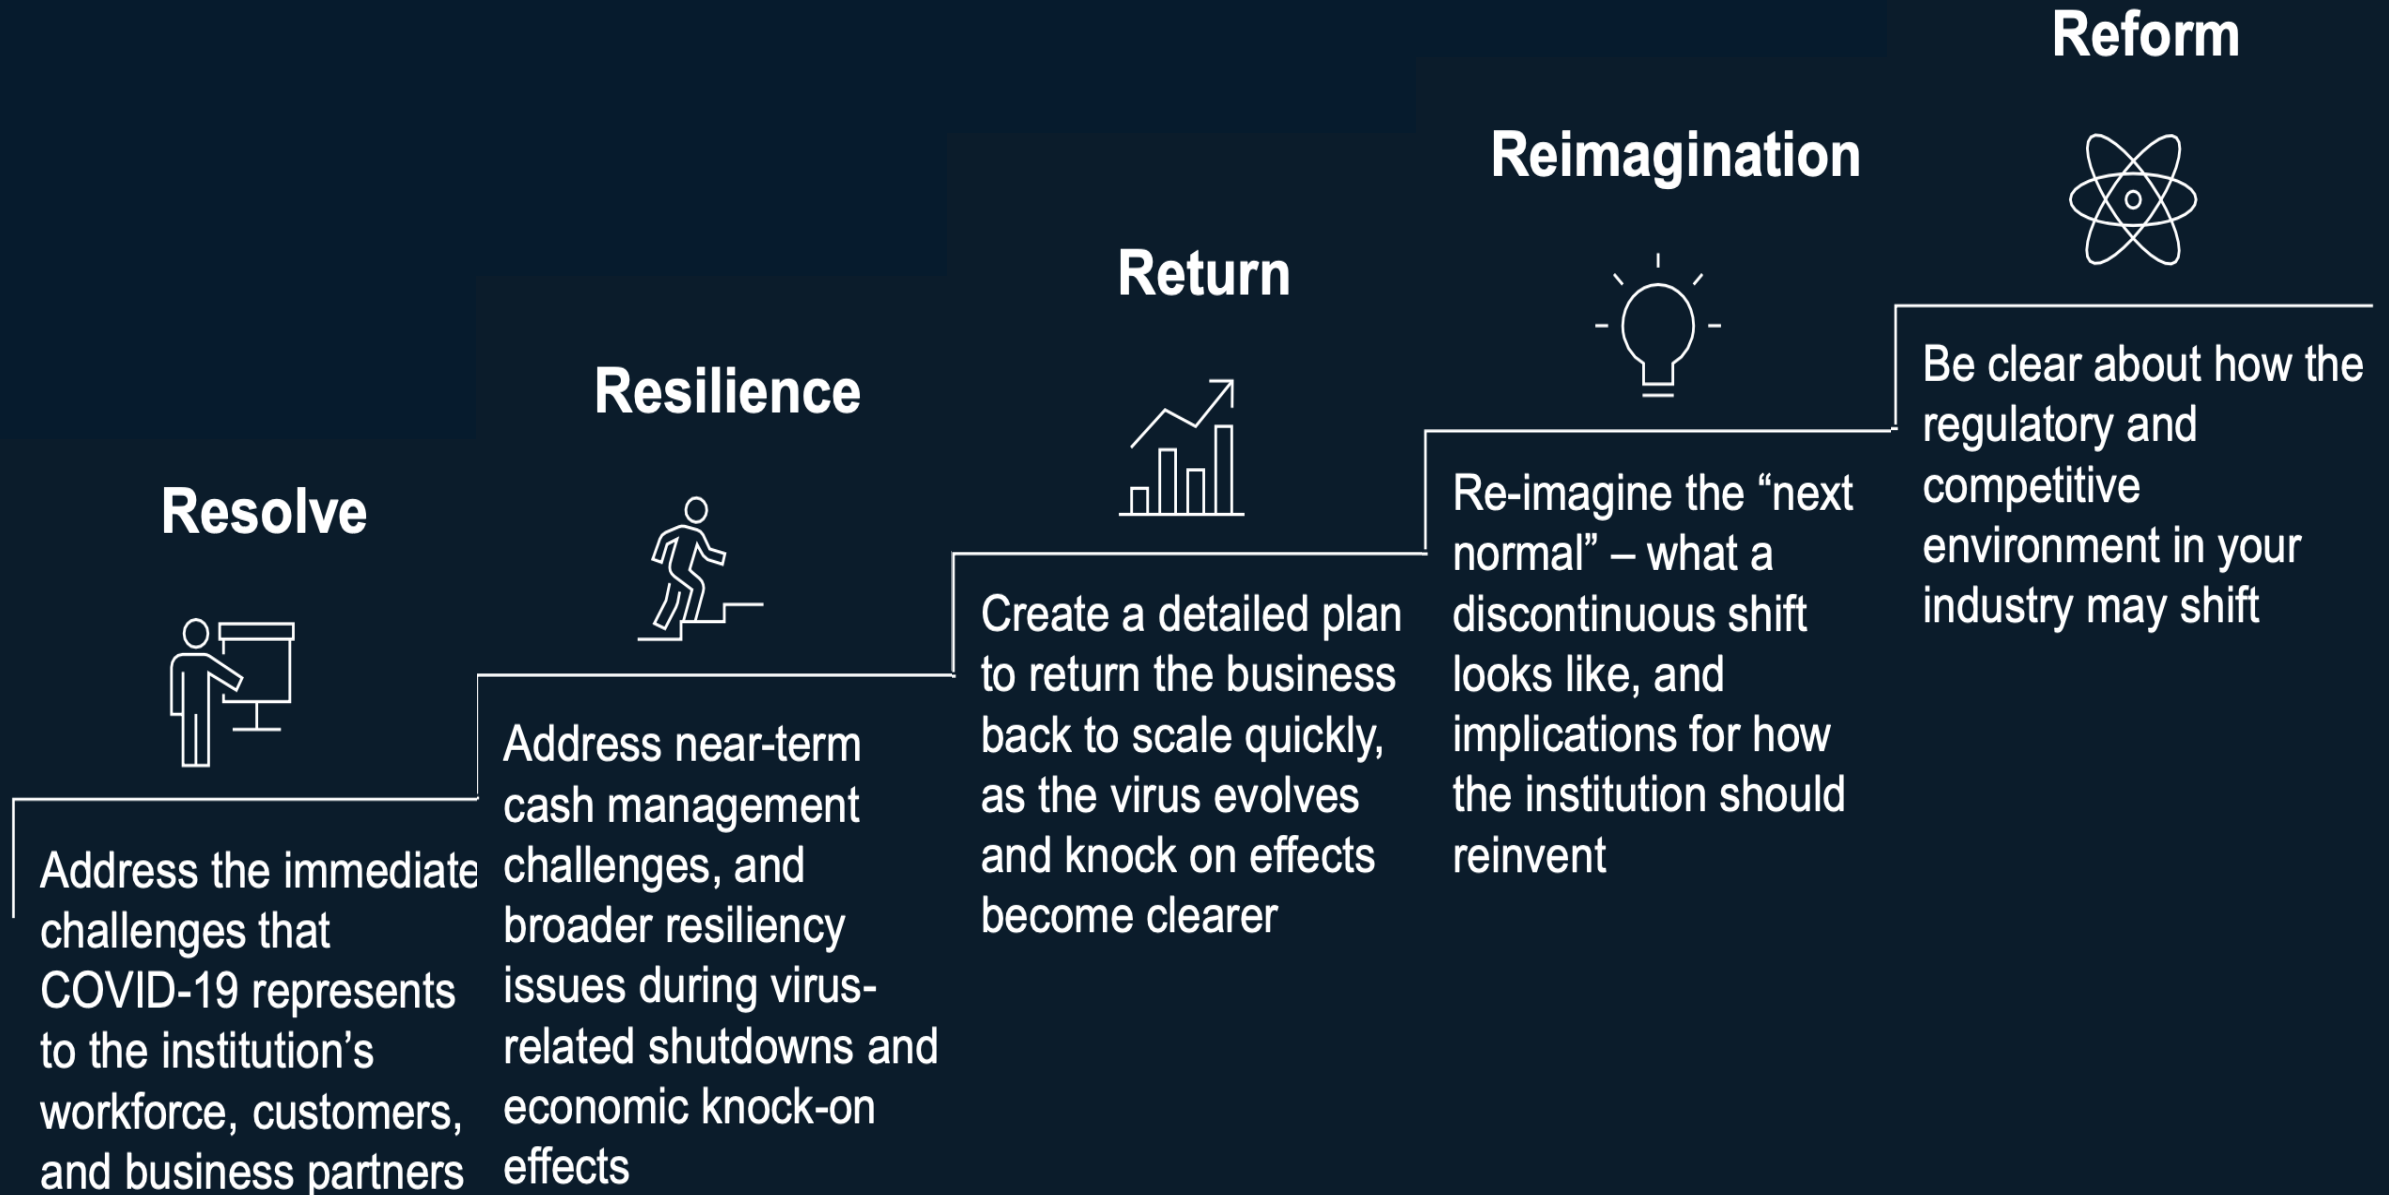 Resolve
Address the immediate
challenges that
COVID-19 represents
to the institution’s
workforce, customers,
and business partners
Resilience
Address near-term
cash management
challenges, and
broader resiliency
issues during virus-
related shutdowns and
economic knock-on
effects
Return
Create a detailed plan
to return the business
back to scale quickly,
as the virus evolves
and knock on effects
become clearer
Reimagination
Re-imagine the “next
normal” – what a
discontinuous shift
looks like, and
implications for how
the institution should
reinvent
Reform
Be clear about how the
regulatory and
competitive
environment in your
industry may shift